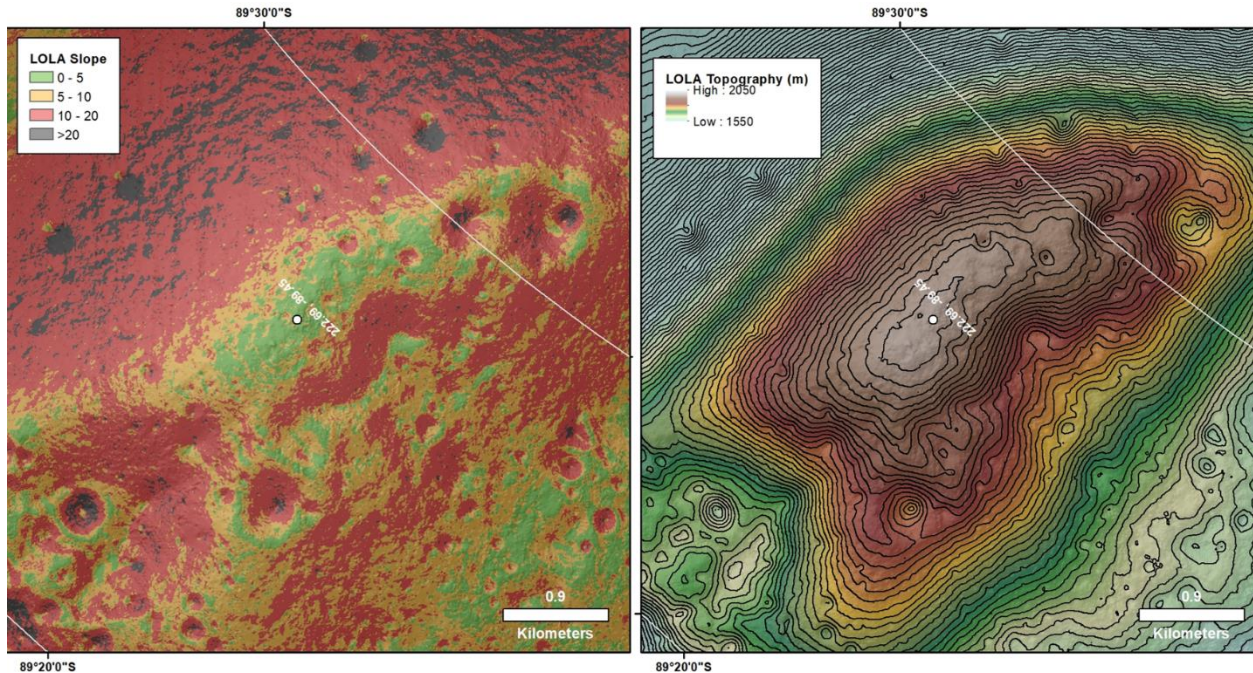 89°30'0"S
LOLA Slope
0 - 5
5 - 10
10 - 20
>20
222.69, -89.45
0.9
Kilometers
89°20'0"S
89°30'0"S
LOLA Topography (m)
High : 2050
Low : 1550
222.69, -89.45
0.9
Kilometers
89°20'0"S